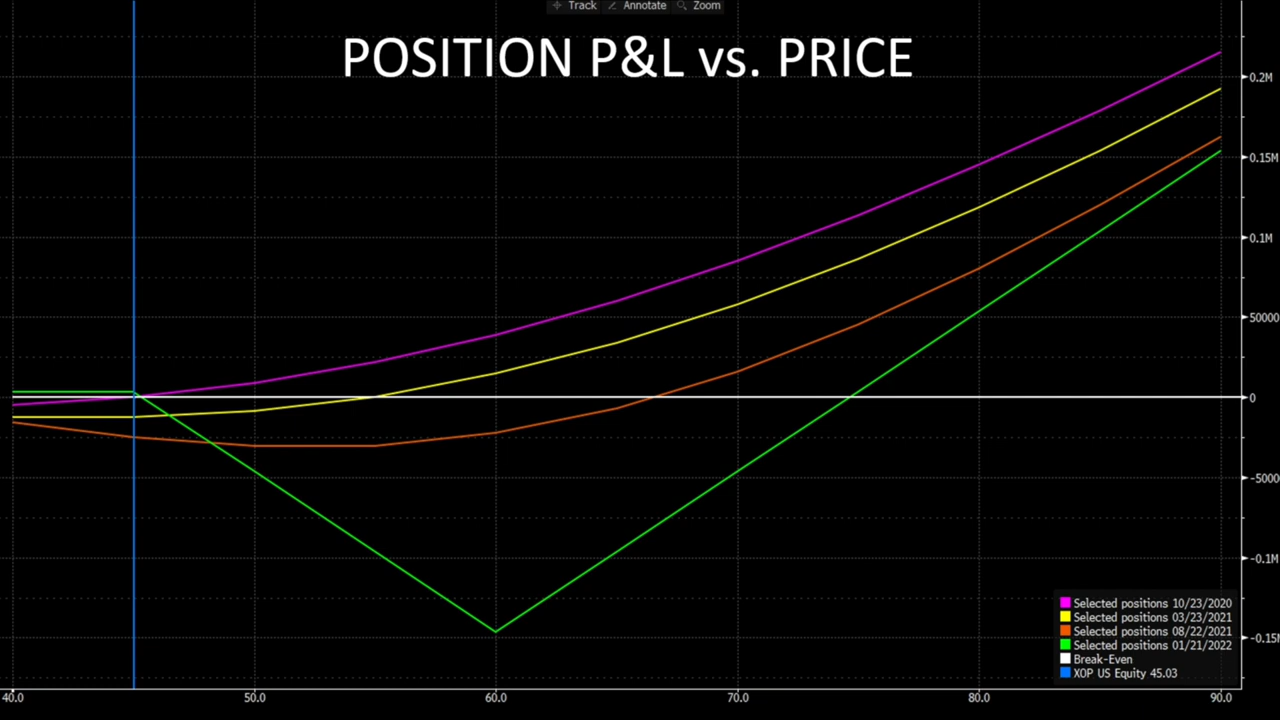 Track Annotate Zoom
POSITION P&L vs. PRICE
0.2M
0.15M
0.1M
50000
0
-5000
-0.1M
-0.15M
Selected positions 10/23/2020
Selected positions 03/23/2021
Selected positions 08/22/2021
Selected positions 01/21/2022
Break-Even
XOP US Equity 45.03
40.0 50.0 60.0 70.0 80.0 90.0